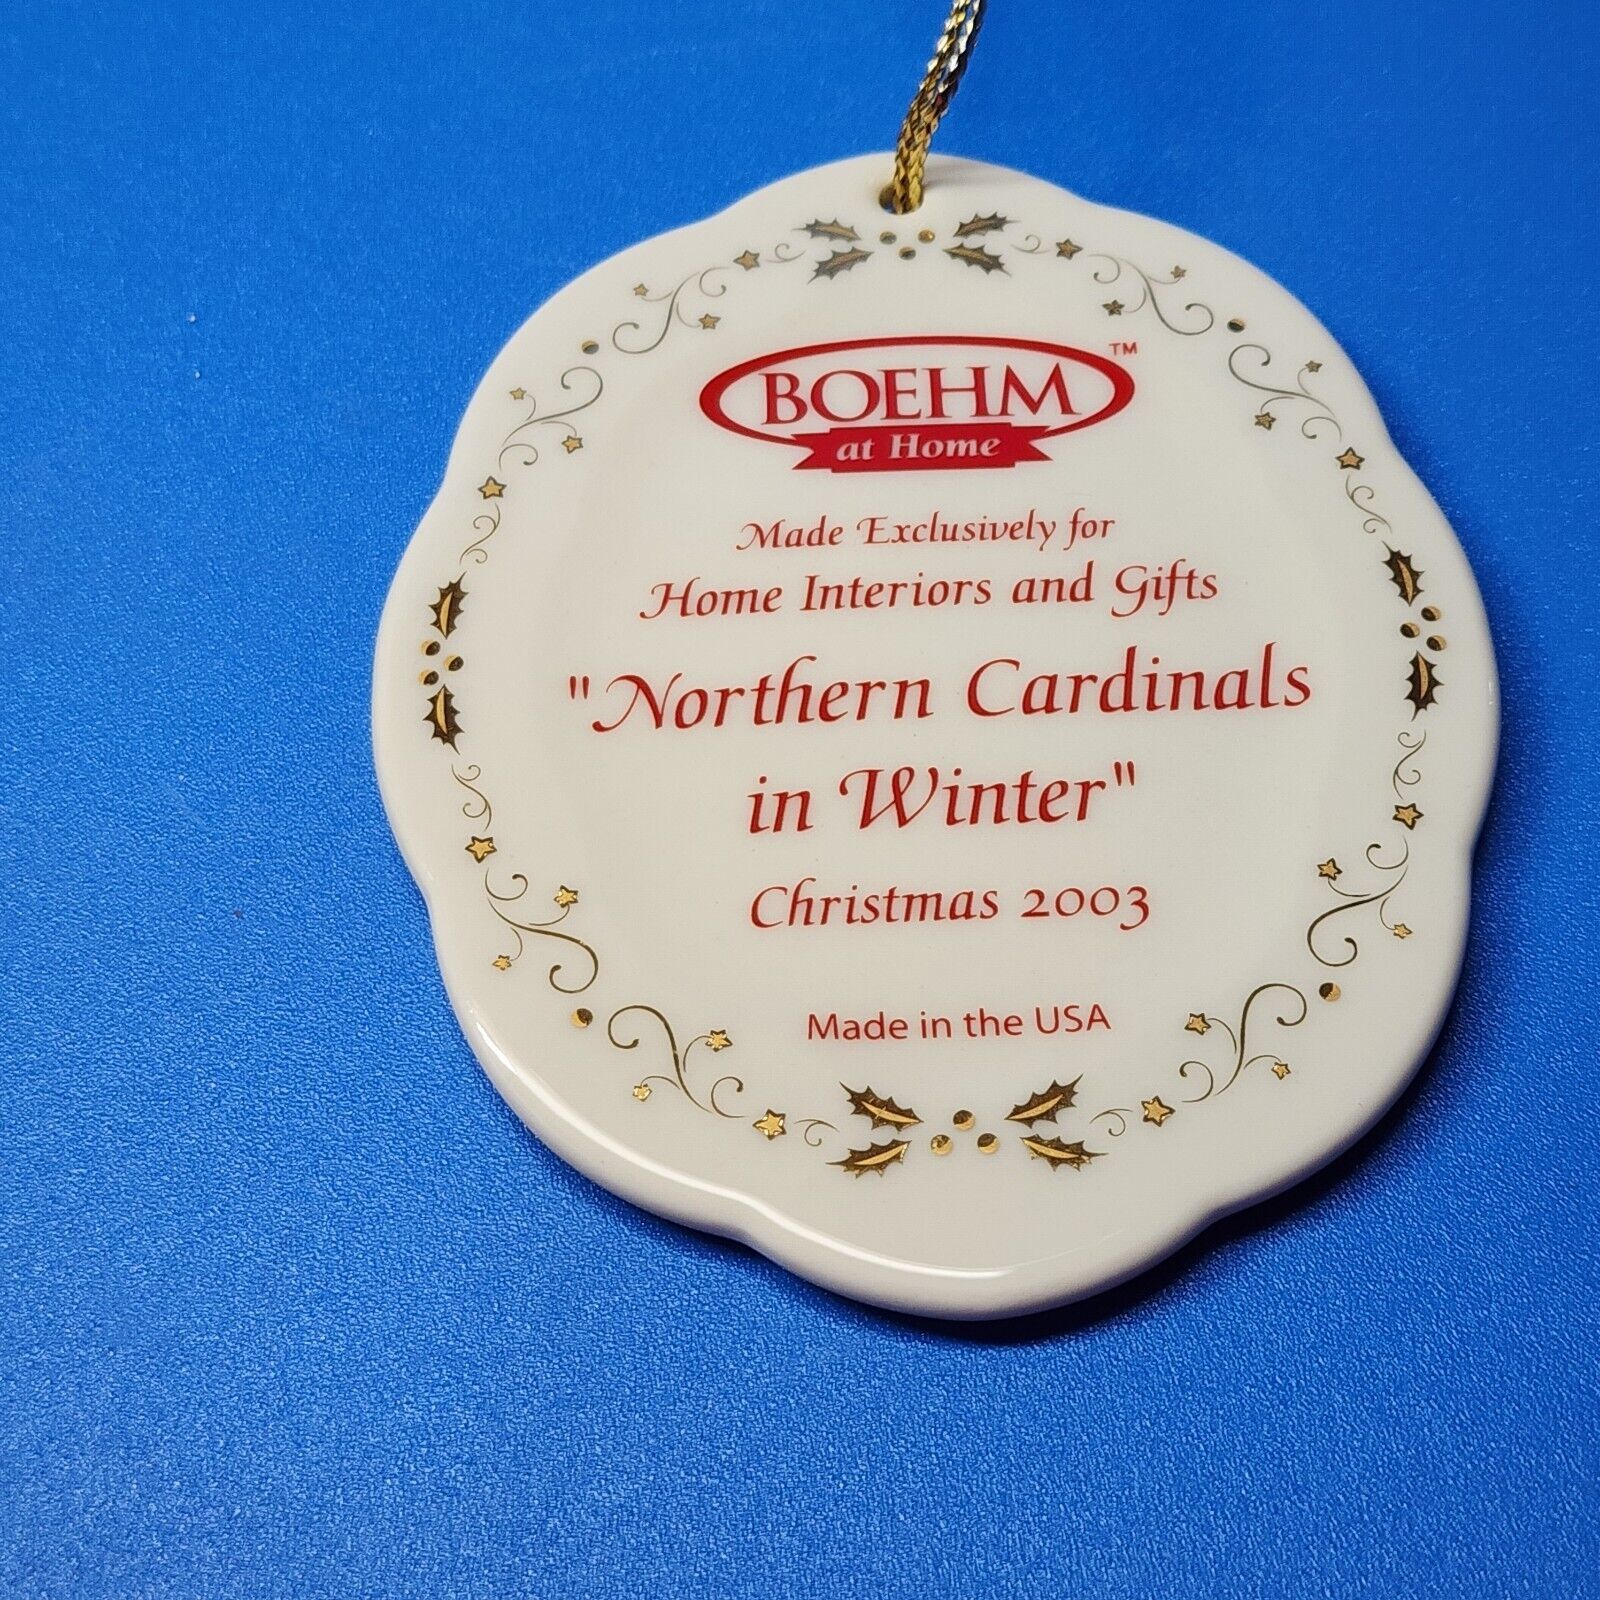 BOEHM™
at Home
Made Exclusively for
Home Interiors and Gifts
"Northern Cardinals
in Winter"
Christmas 2003
Made in the USA